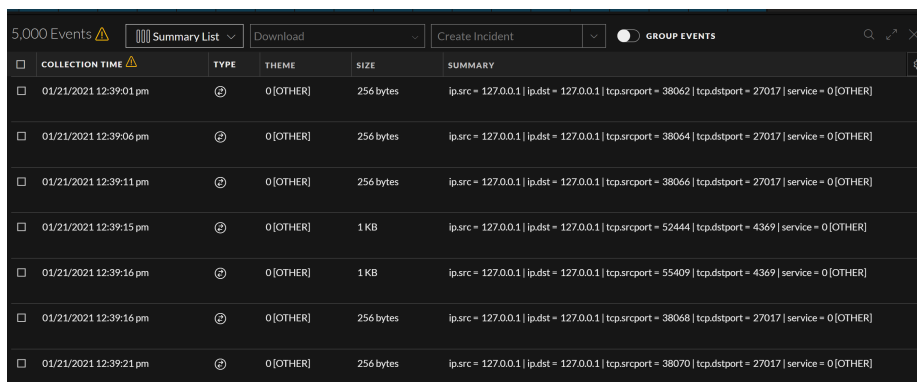 5,000 Events Summary List Download Create Incident GROUP EVENTS
COLLECTION TIME TYPE THEME SIZE SUMMARY
01/21/2021 12:39:01 pm 0 [OTHER] 256 bytes ip.src = 127.0.0.1 | ip.dst = 127.0.0.1 | tcp.srcport = 38062 | tcp.dstport = 27017 | service = 0 [OTHER]
01/21/2021 12:39:06 pm 0 [OTHER] 256 bytes ip.src = 127.0.0.1 | ip.dst = 127.0.0.1 | tcp.srcport = 38064 | tcp.dstport = 27017 | service = 0 [OTHER]
01/21/2021 12:39:11 pm 0 [OTHER] 256 bytes ip.src = 127.0.0.1 | ip.dst = 127.0.0.1 | tcp.srcport = 38066 | tcp.dstport = 27017 | service = 0 [OTHER]
01/21/2021 12:39:15 pm 0 [OTHER] 1 KB ip.src = 127.0.0.1 | ip.dst = 127.0.0.1 | tcp.srcport = 52444 | tcp.dstport = 4369 | service = 0 [OTHER]
01/21/2021 12:39:16 pm 0 [OTHER] 1 KB ip.src = 127.0.0.1 | ip.dst = 127.0.0.1 | tcp.srcport = 55409 | tcp.dstport = 4369 | service = 0 [OTHER]
01/21/2021 12:39:16 pm 0 [OTHER] 256 bytes ip.src = 127.0.0.1 | ip.dst = 127.0.0.1 | tcp.srcport = 38068 | tcp.dstport = 27017 | service = 0 [OTHER]
01/21/2021 12:39:21 pm 0 [OTHER] 256 bytes ip.src = 127.0.0.1 | ip.dst = 127.0.0.1 | tcp.srcport = 38070 | tcp.dstport = 27017 | service = 0 [OTHER]